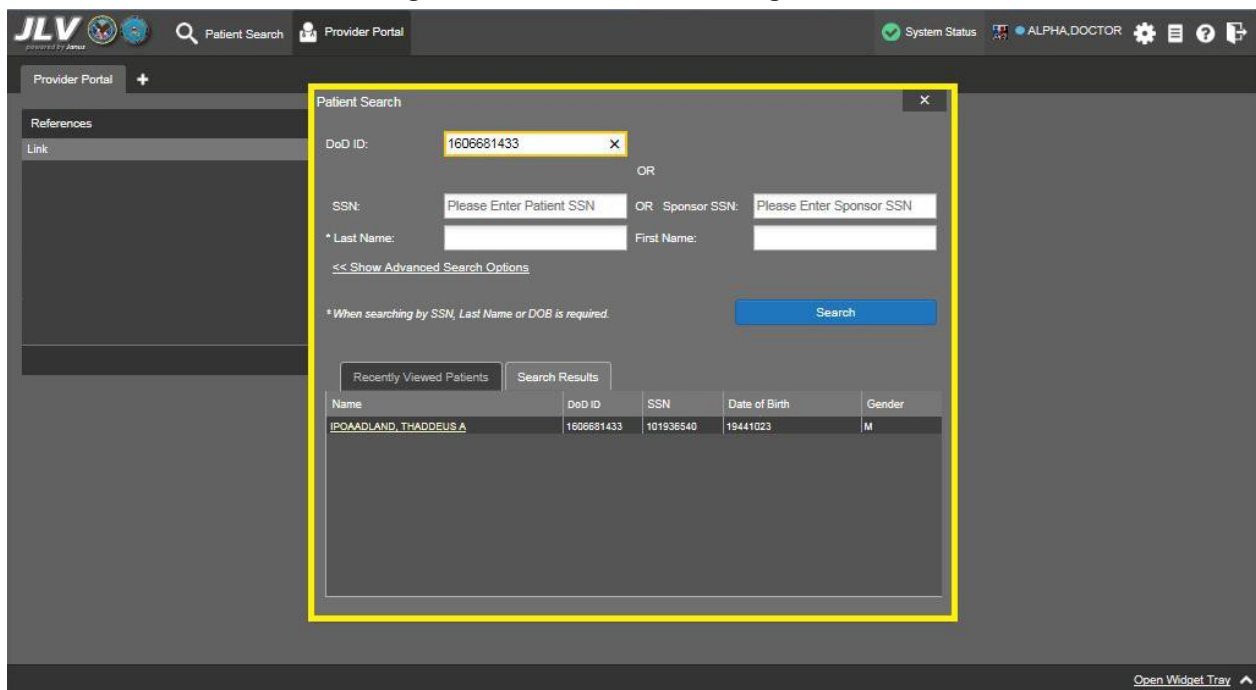 JLV Patient Search Provider Portal System Status ALPHA,DOCTOR
powered by Janus
Provider Portal +
Patient Search
References
DoD ID: 1606681433
Link
OR
SSN: Please Enter Patient SSN OR Sponsor SSN: Please Enter Sponsor SSN
* Last Name: First Name:
<< Show Advanced Search Options
* When searching by SSN, Last Name or DOB is required. Search
Recently Viewed Patients Search Results
Name DoD ID SSN Date of Birth Gender
IPOAADLAND, THADDEUS A 1606681433 101936540 19441023 M
Open Widget Tray